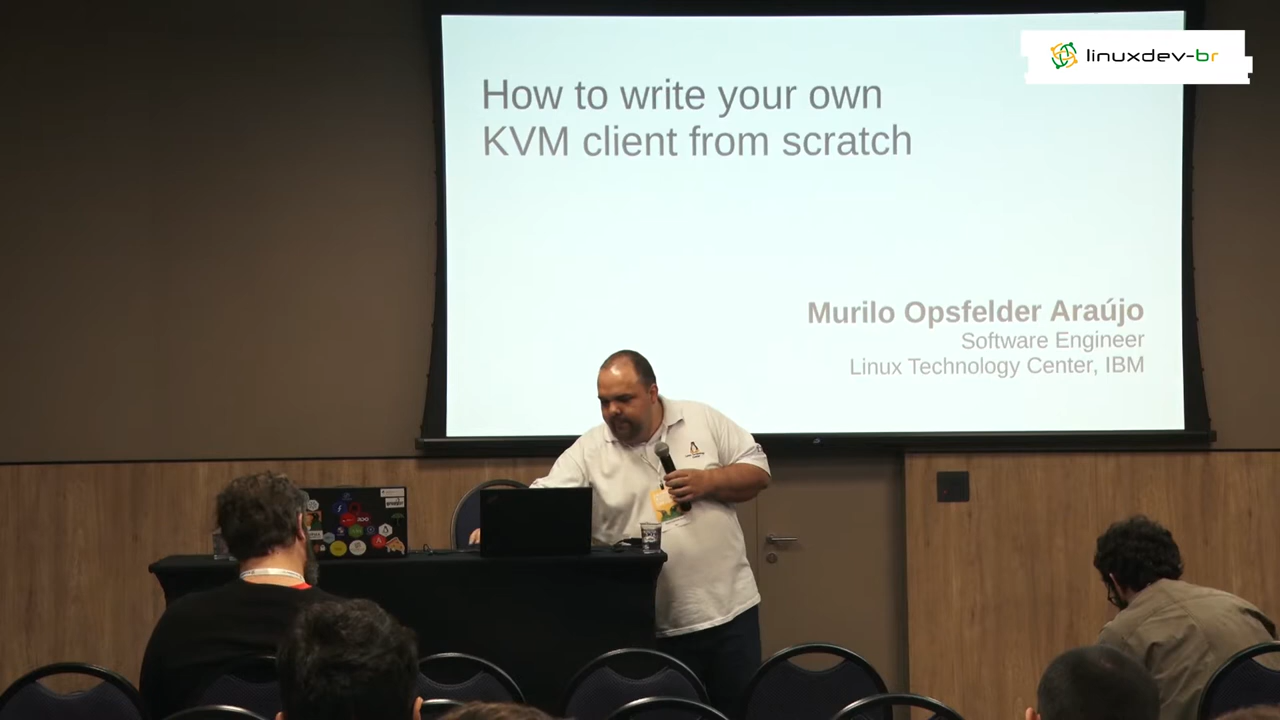 linuxdev-br
How to write your own
KVM client from scratch
Murilo Opsfelder Araújo
Software Engineer
Linux Technology Center, IBM